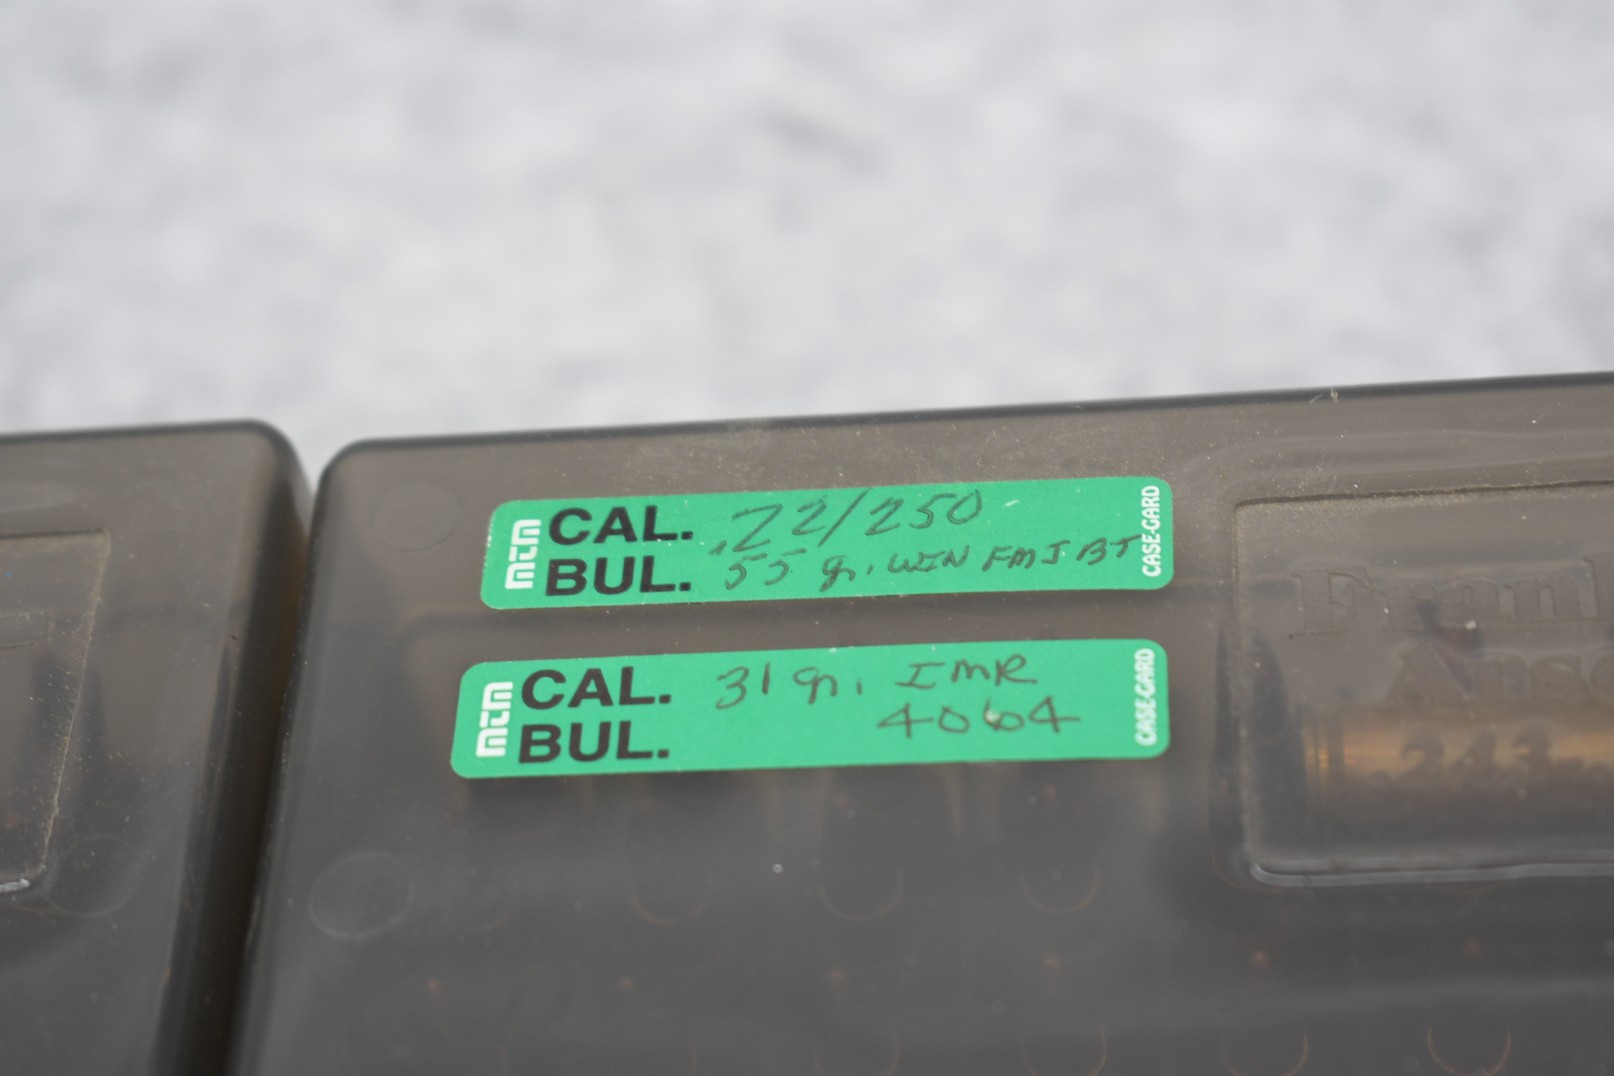 MTM
CAL. .22/250
BUL. 55 gr. WIN FMJ BT
CASE-GARD
MTM
CAL. 31 gr. IMR
BUL. 4064
CASE-GARD
.243